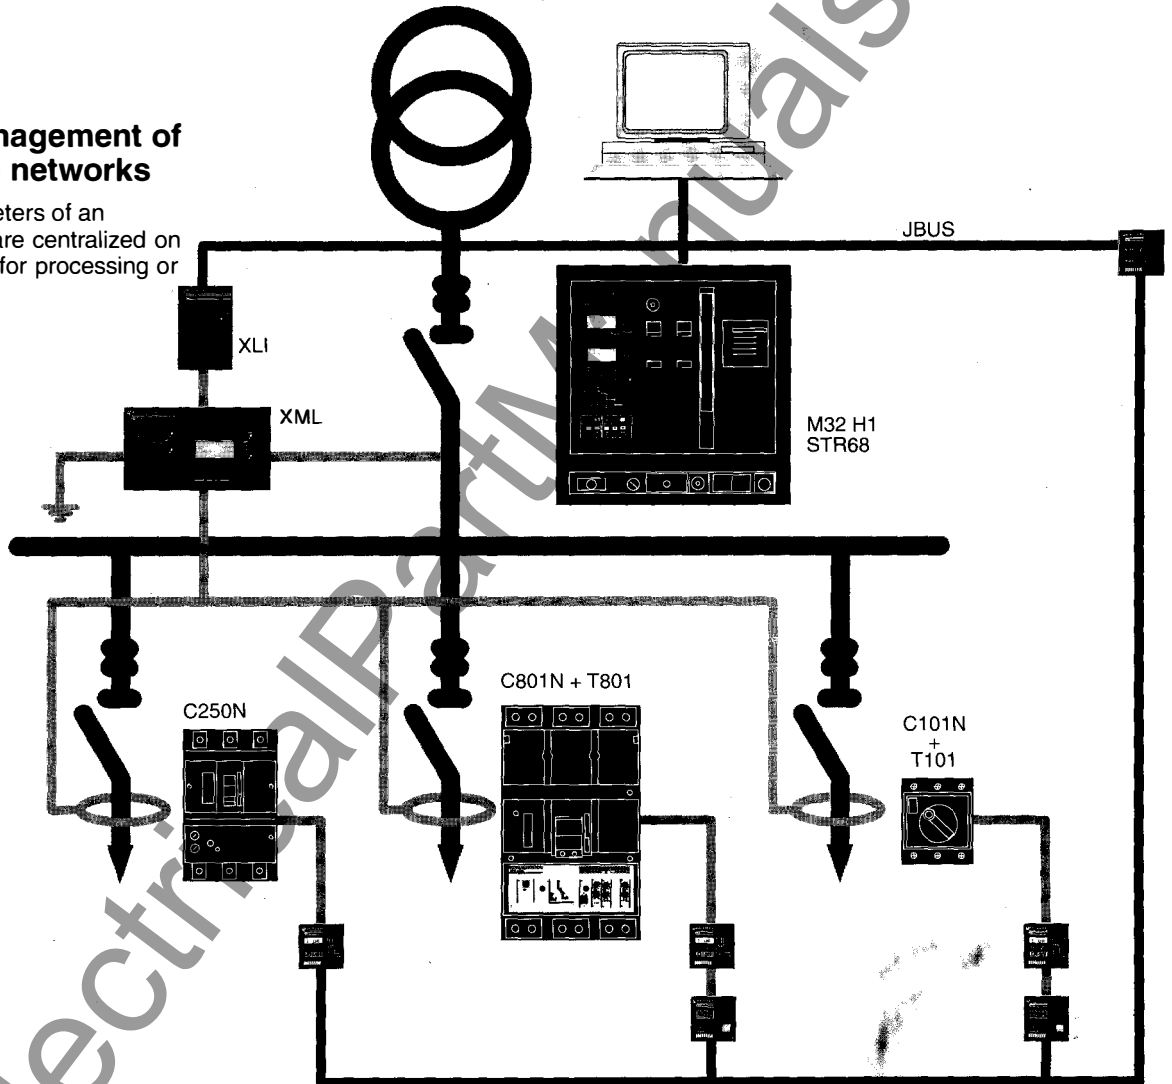 nagement of
networks
eters of an
are centralized on
for processing or
JBUS
XLI
XML
M32 H1
STR68
C250N
C801N + T801
C101N
+
T101
ElectricalPartManuals